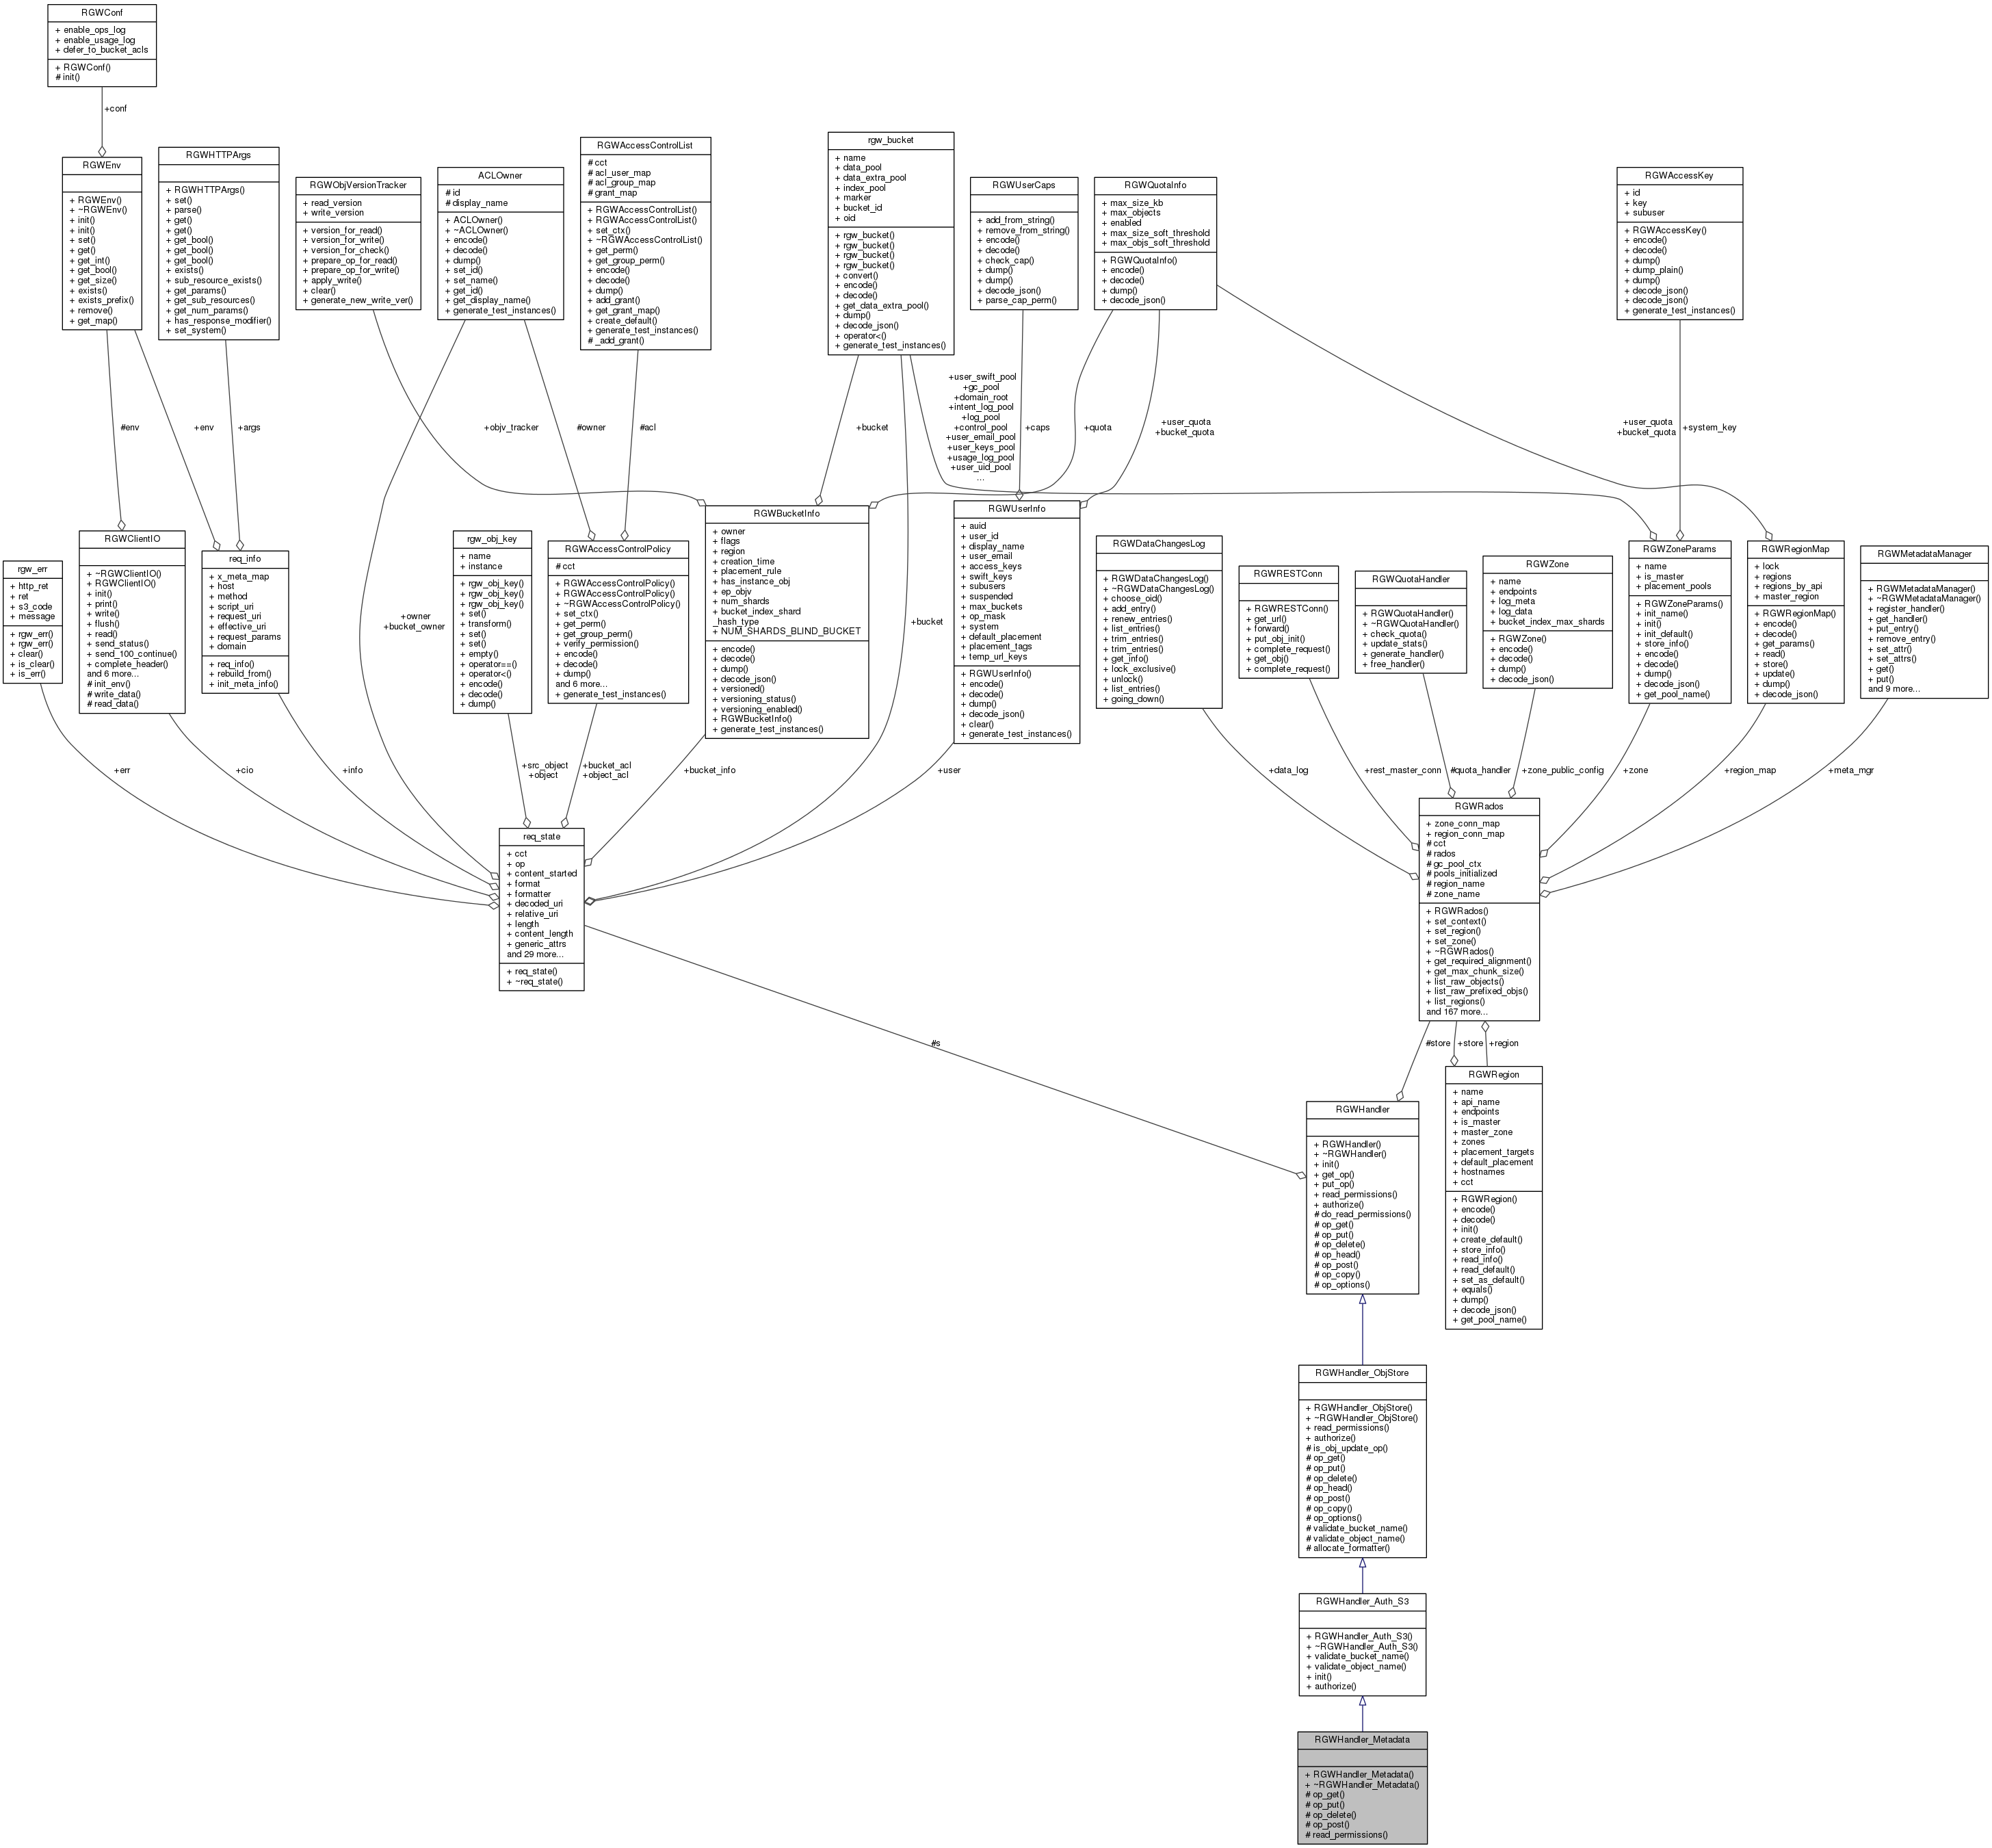 RGWConf
+ enable_ops_log
+ enable_usage_log
+ defer_to_bucket_acls
+ RGWConf()
# init()
+conf
RGWEnv
+ RGWEnv()
+ ~RGWEnv()
+ init()
+ init()
+ set()
+ get()
+ get_int()
+ get_bool()
+ get_size()
+ exists()
+ exists_prefix()
+ remove()
+ get_map()
RGWHTTPArgs
+ RGWHTTPArgs()
+ set()
+ parse()
+ get()
+ get()
+ get_bool()
+ get_bool()
+ get_bool()
+ exists()
+ sub_resource_exists()
+ get_params()
+ get_sub_resources()
+ get_num_params()
+ has_response_modifier()
+ set_system()
RGWObjVersionTracker
+ read_version
+ write_version
+ version_for_read()
+ version_for_write()
+ version_for_check()
+ prepare_op_for_read()
+ prepare_op_for_write()
+ apply_write()
+ clear()
+ generate_new_write_ver()
ACLOwner
# id
# display_name
+ ACLOwner()
+ ~ACLOwner()
+ encode()
+ decode()
+ dump()
+ set_id()
+ set_name()
+ get_id()
+ get_display_name()
+ generate_test_instances()
RGWAccessControlList
# cct
# acl_user_map
# acl_group_map
# grant_map
+ RGWAccessControlList()
+ RGWAccessControlList()
+ set_ctx()
+ ~RGWAccessControlList()
+ get_perm()
+ get_group_perm()
+ encode()
+ decode()
+ dump()
+ add_grant()
+ get_grant_map()
+ create_default()
+ generate_test_instances()
# _add_grant()
rgw_bucket
+ name
+ data_pool
+ data_extra_pool
+ index_pool
+ marker
+ bucket_id
+ oid
+ rgw_bucket()
+ rgw_bucket()
+ rgw_bucket()
+ rgw_bucket()
+ convert()
+ encode()
+ decode()
+ get_data_extra_pool()
+ dump()
+ decode_json()
+ operator<()
+ generate_test_instances()
RGWUserCaps
+ add_from_string()
+ remove_from_string()
+ encode()
+ decode()
+ check_cap()
+ dump()
+ dump()
+ decode_json()
+ parse_cap_perm()
RGWQuotaInfo
+ max_size_kb
+ max_objects
+ enabled
+ max_size_soft_threshold
+ max_objs_soft_threshold
+ RGWQuotaInfo()
+ encode()
+ decode()
+ dump()
+ decode_json()
RGWAccessKey
+ id
+ key
+ subuser
+ RGWAccessKey()
+ encode()
+ decode()
+ dump()
+ dump_plain()
+ dump()
+ decode_json()
+ decode_json()
+ generate_test_instances()
#env
+env
+args
+objv_tracker
#owner
#acl
+bucket
+user_swift_pool
+gc_pool
+domain_root
+intent_log_pool
+log_pool
+control_pool
+user_email_pool
+user_keys_pool
+usage_log_pool
+user_uid_pool
...
+caps
+quota
+user_quota
+bucket_quota
+user_quota
+bucket_quota
+system_key
rgw_err
+ http_ret
+ ret
+ s3_code
+ message
+ rgw_err()
+ rgw_err()
+ clear()
+ is_clear()
+ is_err()
RGWClientIO
+ ~RGWClientIO()
+ RGWClientIO()
+ init()
+ print()
+ write()
+ flush()
+ read()
+ send_status()
+ send_100_continue()
+ complete_header()
and 6 more...
# init_env()
# write_data()
# read_data()
req_info
+ x_meta_map
+ host
+ method
+ script_uri
+ request_uri
+ effective_uri
+ request_params
+ domain
+ req_info()
+ rebuild_from()
+ init_meta_info()
+owner
+bucket_owner
rgw_obj_key
+ name
+ instance
+ rgw_obj_key()
+ rgw_obj_key()
+ rgw_obj_key()
+ set()
+ transform()
+ set()
+ set()
+ empty()
+ operator==()
+ operator<()
+ encode()
+ decode()
+ dump()
RGWAccessControlPolicy
# cct
+ RGWAccessControlPolicy()
+ RGWAccessControlPolicy()
+ ~RGWAccessControlPolicy()
+ set_ctx()
+ get_perm()
+ get_group_perm()
+ verify_permission()
+ encode()
+ decode()
+ dump()
and 6 more...
+ generate_test_instances()
RGWBucketInfo
+ owner
+ flags
+ region
+ creation_time
+ placement_rule
+ has_instance_obj
+ ep_objv
+ num_shards
+ bucket_index_shard
_hash_type
+ NUM_SHARDS_BLIND_BUCKET
+ encode()
+ decode()
+ dump()
+ decode_json()
+ versioned()
+ versioning_status()
+ versioning_enabled()
+ RGWBucketInfo()
+ generate_test_instances()
+bucket
RGWUserInfo
+ auid
+ user_id
+ display_name
+ user_email
+ access_keys
+ swift_keys
+ subusers
+ suspended
+ max_buckets
+ op_mask
+ system
+ default_placement
+ placement_tags
+ temp_url_keys
+ RGWUserInfo()
+ encode()
+ decode()
+ dump()
+ decode_json()
+ clear()
+ generate_test_instances()
RGWDataChangesLog
+ RGWDataChangesLog()
+ ~RGWDataChangesLog()
+ choose_oid()
+ add_entry()
+ renew_entries()
+ list_entries()
+ trim_entries()
+ trim_entries()
+ get_info()
+ lock_exclusive()
+ unlock()
+ list_entries()
+ going_down()
RGWRESTConn
+ RGWRESTConn()
+ get_url()
+ forward()
+ put_obj_init()
+ complete_request()
+ get_obj()
+ complete_request()
RGWQuotaHandler
+ RGWQuotaHandler()
+ ~RGWQuotaHandler()
+ check_quota()
+ update_stats()
+ generate_handler()
+ free_handler()
RGWZone
+ name
+ endpoints
+ log_meta
+ log_data
+ bucket_index_max_shards
+ RGWZone()
+ encode()
+ decode()
+ dump()
+ decode_json()
RGWZoneParams
+ name
+ is_master
+ placement_pools
+ RGWZoneParams()
+ init_name()
+ init()
+ init_default()
+ store_info()
+ encode()
+ decode()
+ dump()
+ decode_json()
+ get_pool_name()
RGWRegionMap
+ lock
+ regions
+ regions_by_api
+ master_region
+ RGWRegionMap()
+ encode()
+ decode()
+ get_params()
+ read()
+ store()
+ update()
+ dump()
+ decode_json()
RGWMetadataManager
+ RGWMetadataManager()
+ ~RGWMetadataManager()
+ register_handler()
+ get_handler()
+ put_entry()
+ remove_entry()
+ set_attr()
+ set_attrs()
+ get()
+ put()
and 9 more...
+err
+cio
+info
+src_object
+object
+bucket_acl
+object_acl
+bucket_info
+user
+data_log
+rest_master_conn
#quota_handler
+zone_public_config
+zone
+region_map
+meta_mgr
req_state
+ cct
+ op
+ content_started
+ format
+ formatter
+ decoded_uri
+ relative_uri
+ length
+ content_length
+ generic_attrs
and 29 more...
+ req_state()
+ ~req_state()
RGWRados
+ zone_conn_map
+ region_conn_map
# cct
# rados
# gc_pool_ctx
# pools_initialized
# region_name
# zone_name
+ RGWRados()
+ set_context()
+ set_region()
+ set_zone()
+ ~RGWRados()
+ get_required_alignment()
+ get_max_chunk_size()
+ list_raw_objects()
+ list_raw_prefixed_objs()
+ list_regions()
and 167 more...
#s
#store
+store
+region
RGWHandler
+ RGWHandler()
+ ~RGWHandler()
+ init()
+ get_op()
+ put_op()
+ read_permissions()
+ authorize()
# do_read_permissions()
# op_get()
# op_put()
# op_delete()
# op_head()
# op_post()
# op_copy()
# op_options()
RGWRegion
+ name
+ api_name
+ endpoints
+ is_master
+ master_zone
+ zones
+ placement_targets
+ default_placement
+ hostnames
+ cct
+ RGWRegion()
+ encode()
+ decode()
+ init()
+ create_default()
+ store_info()
+ read_info()
+ read_default()
+ set_as_default()
+ equals()
+ dump()
+ decode_json()
+ get_pool_name()
RGWHandler_ObjStore
+ RGWHandler_ObjStore()
+ ~RGWHandler_ObjStore()
+ read_permissions()
+ authorize()
# is_obj_update_op()
# op_get()
# op_put()
# op_delete()
# op_head()
# op_post()
# op_copy()
# op_options()
# validate_bucket_name()
# validate_object_name()
# allocate_formatter()
RGWHandler_Auth_S3
+ RGWHandler_Auth_S3()
+ ~RGWHandler_Auth_S3()
+ validate_bucket_name()
+ validate_object_name()
+ init()
+ authorize()
RGWHandler_Metadata
+ RGWHandler_Metadata()
+ ~RGWHandler_Metadata()
# op_get()
# op_put()
# op_delete()
# op_post()
# read_permissions()